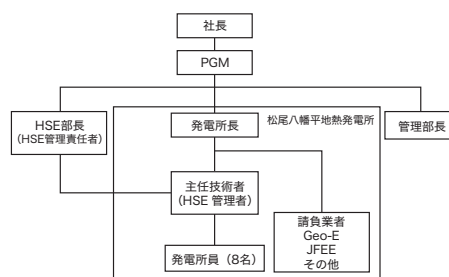 社長
PGM
HSE部長
(HSE管理責任者)
発電所長
松尾八幡平地熱発電所
管理部長
主任技術者
(HSE 管理者)
請負業者
Geo-E
JFEE
その他
発電所員（8名）